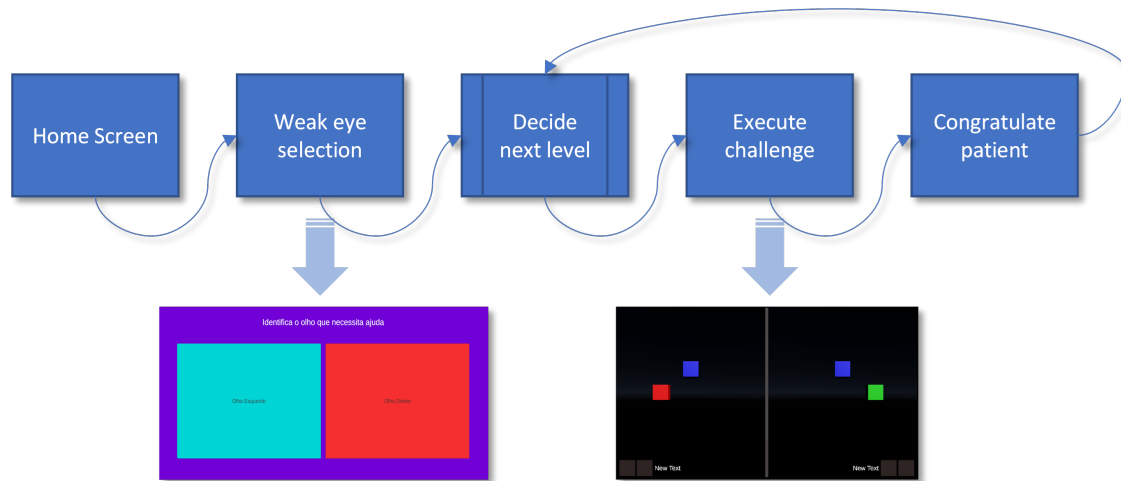 Home Screen
Weak eye
selection
Decide
next level
Execute
challenge
Congratulate
patient
Identifica o olho que necessita ajuda
Olho Esquerdo
Olho Direito
New Text
New Text